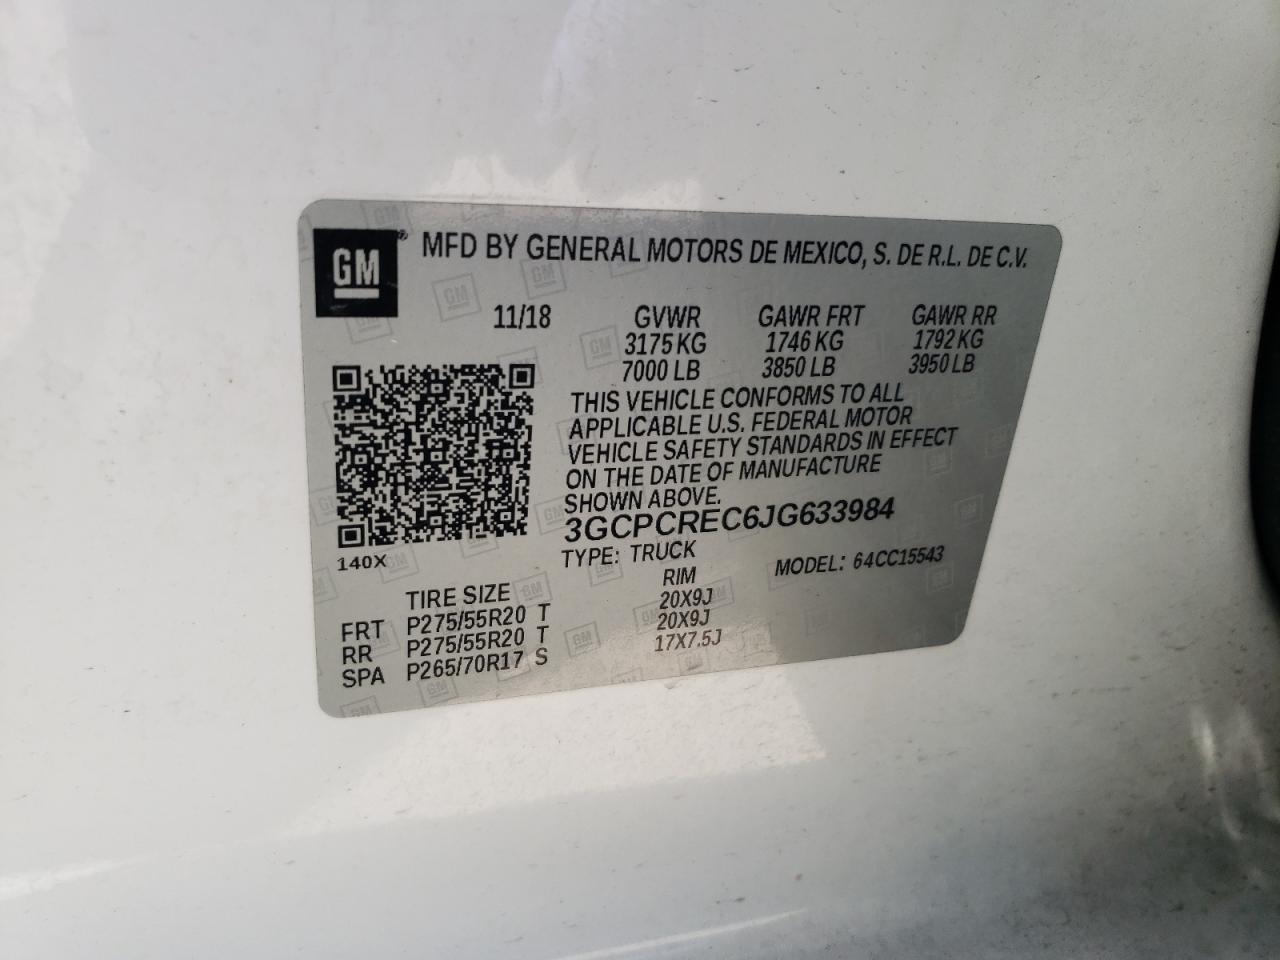 GM®
MFD BY GENERAL MOTORS DE MEXICO, S. DE R.L. DE C.V.
11/18 GVWR GAWR FRT GAWR RR
3175 KG 1746 KG 1792 KG
7000 LB 3850 LB 3950 LB
THIS VEHICLE CONFORMS TO ALL
APPLICABLE U.S. FEDERAL MOTOR
VEHICLE SAFETY STANDARDS IN EFFECT
ON THE DATE OF MANUFACTURE
SHOWN ABOVE.
3GCPCREC6JG633984
140X
TYPE: TRUCK MODEL: 64CC15543
TIRE SIZE RIM
FRT P275/55R20 T 20X9J
RR P275/55R20 T 20X9J
SPA P265/70R17 S 17X7.5J